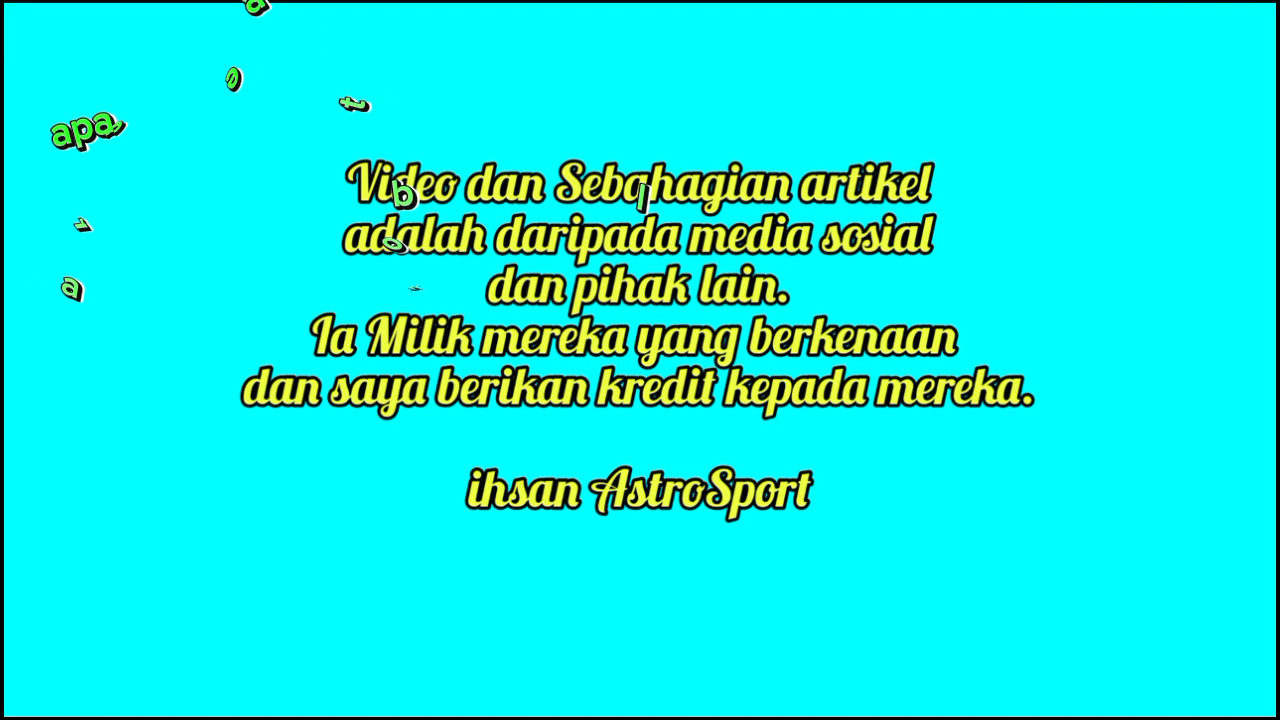 apa
Video dan Sebahagian artikel
adalah daripada media sosial
dan pihak lain.
Ia Milik mereka yang berkenaan
dan saya berikan kredit kepada mereka.
ihsan AstroSport